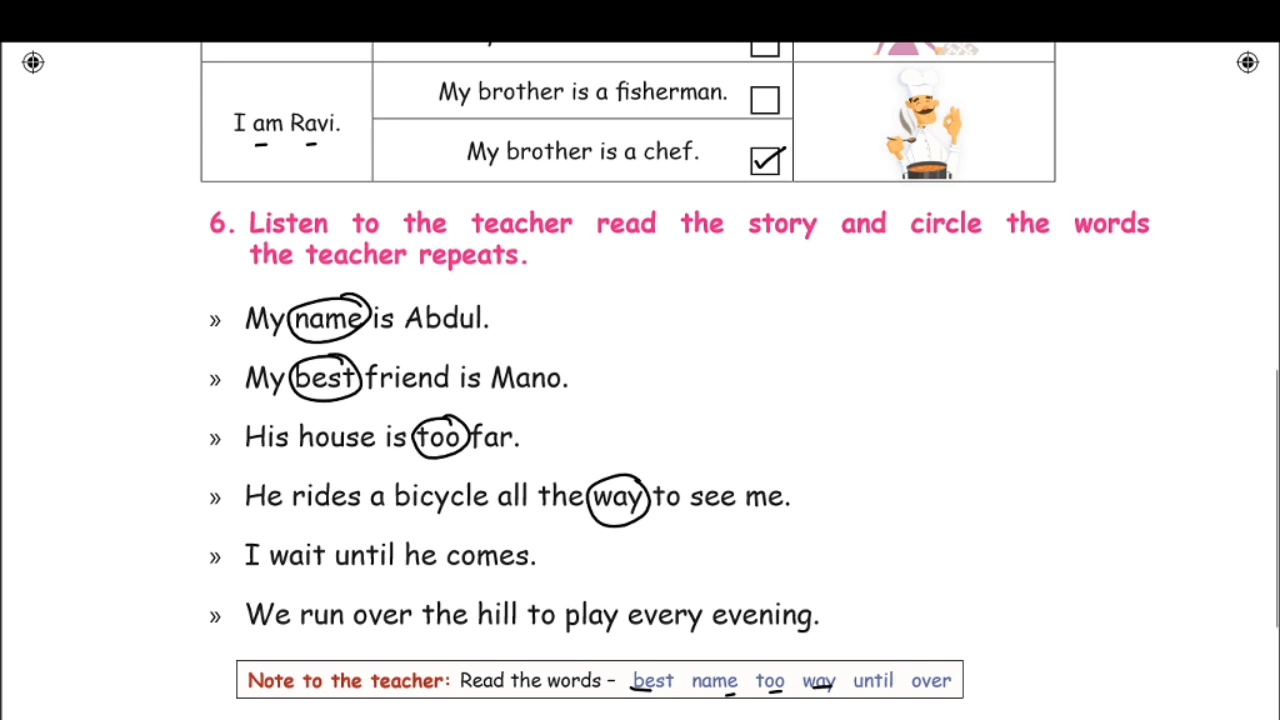 My brother is a fisherman.
I am Ravi.
My brother is a chef.
6. Listen to the teacher read the story and circle the words
the teacher repeats.
» My name is Abdul.
» My best friend is Mano.
» His house is too far.
» He rides a bicycle all the way to see me.
» I wait until he comes.
» We run over the hill to play every evening.
Note to the teacher: Read the words – best name too way until over